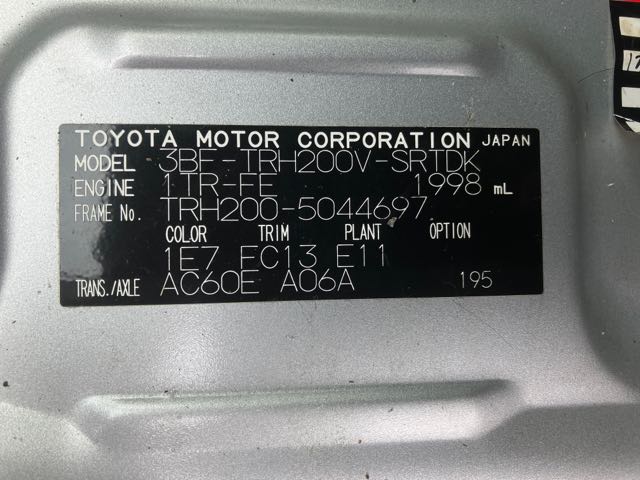 TOYOTA MOTOR CORPORATION JAPAN
MODEL 3BF-TRH200V-SRTDK
ENGINE 1TR-FE 1998 mL
FRAME No. TRH200-5044697
COLOR TRIM PLANT OPTION
1E7 FC13 E11
TRANS./AXLE AC60E A06A 195